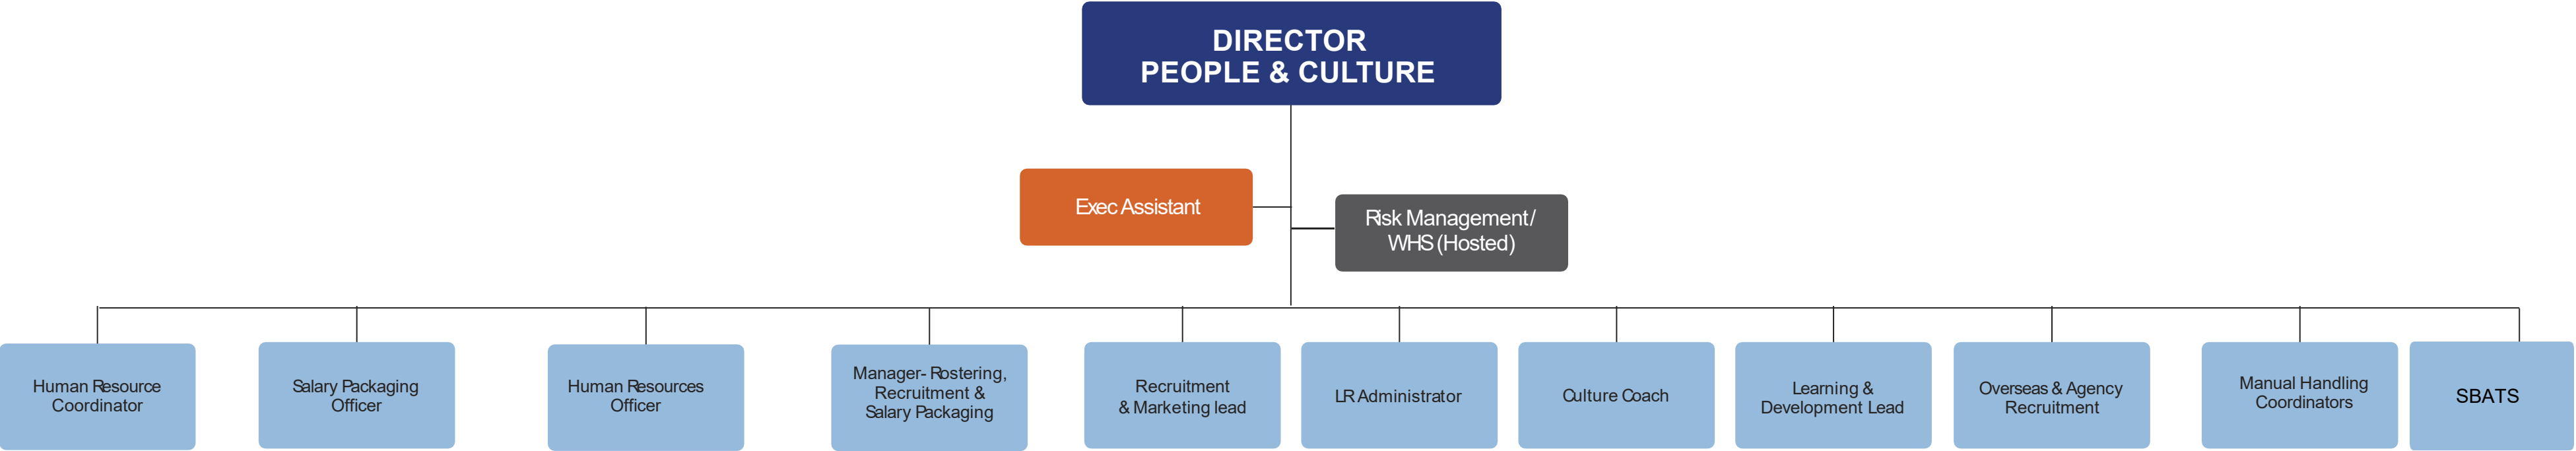 DIRECTOR
PEOPLE & CULTURE
Exec Assistant
Risk Management/
WHS (Hosted)
Human Resource
Coordinator
Salary Packaging
Officer
Human Resources
Officer
Manager- Rostering,
Recruitment &
Salary Packaging
Recruitment
& Marketing lead
LR Administrator
Culture Coach
Learning &
Development Lead
Overseas & Agency
Recruitment
Manual Handling
Coordinators
SBATS